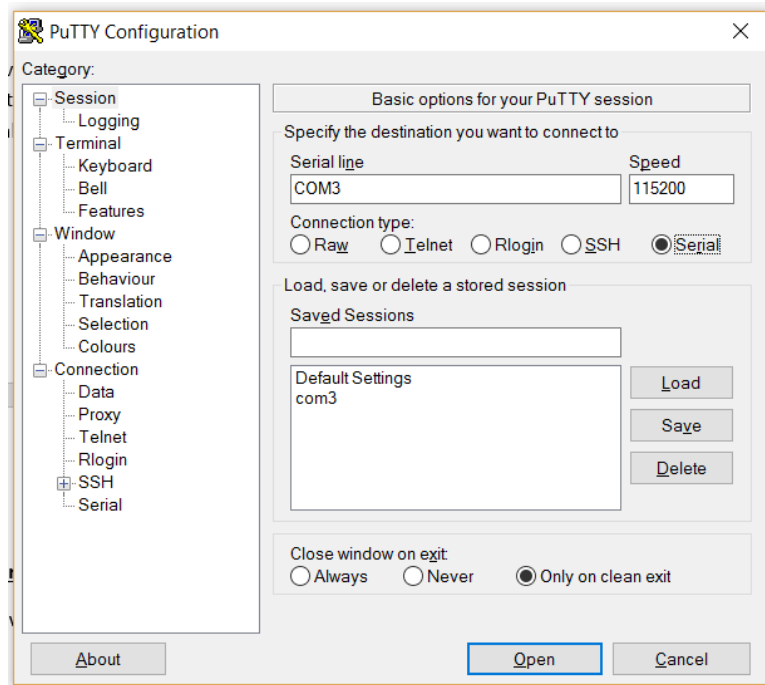 PuTTY Configuration
Category:
Session
Logging
Terminal
Keyboard
Bell
Features
Window
Appearance
Behaviour
Translation
Selection
Colours
Connection
Data
Proxy
Telnet
Rlogin
SSH
Serial
Basic options for your PuTTY session
Specify the destination you want to connect to
Serial line Speed
COM3 115200
Connection type:
Raw Telnet Rlogin SSH Serial
Load, save or delete a stored session
Saved Sessions
Default Settings
com3
Load
Save
Delete
Close window on exit:
Always Never Only on clean exit
About Open Cancel